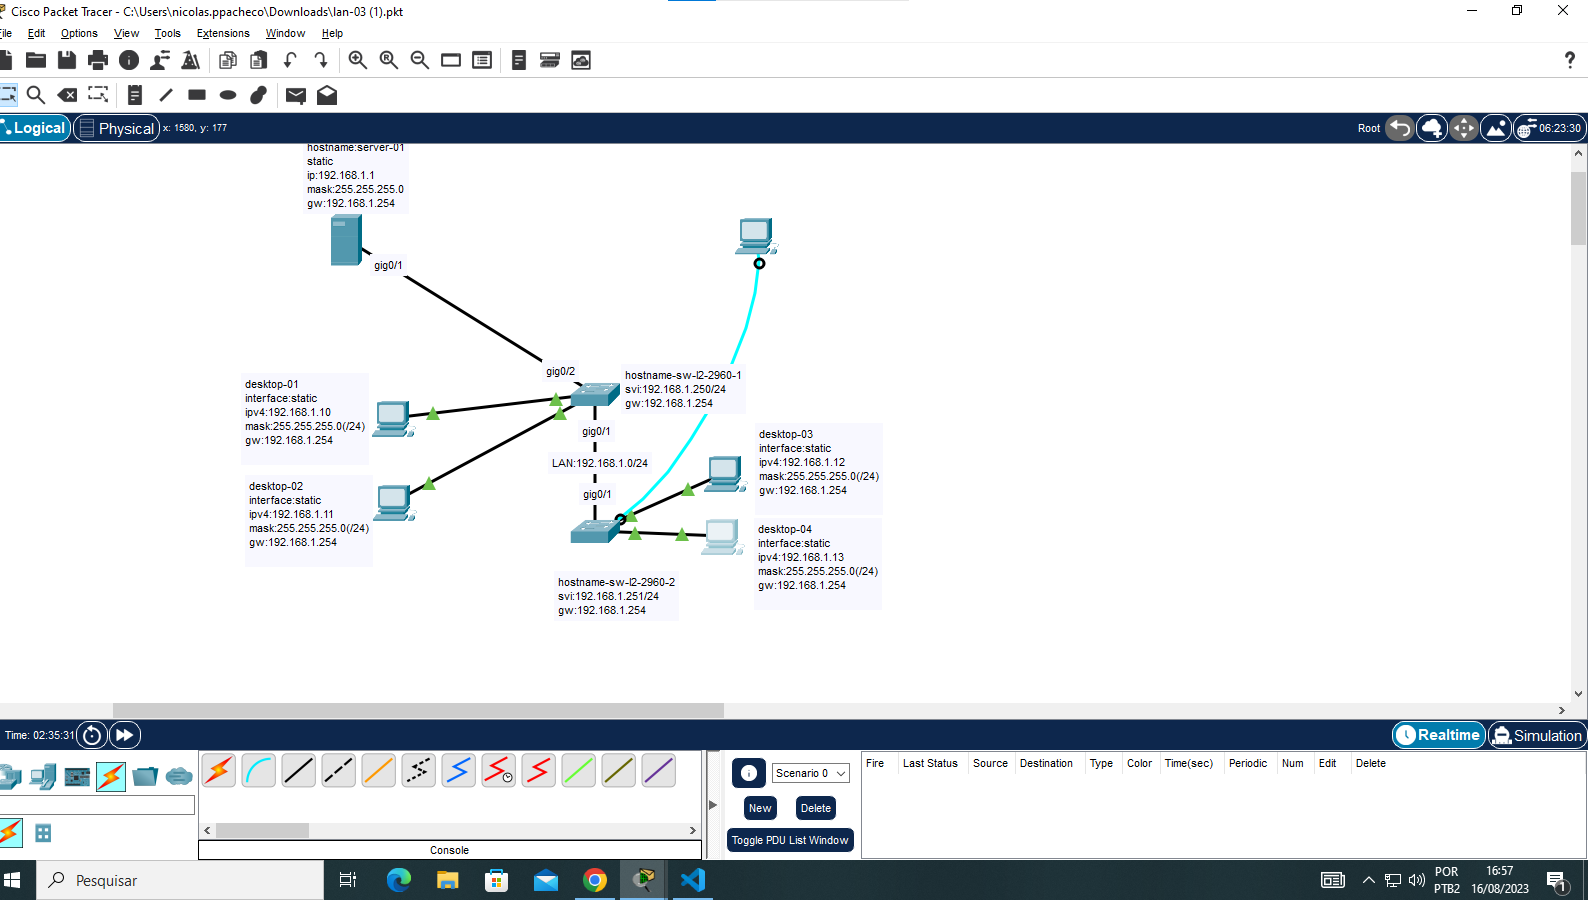 Cisco Packet Tracer - C:\Users\nicolas.ppacheco\Downloads\lan-03 (1).pkt
File Edit Options View Tools Extensions Window Help
?
Logical Physical x: 1580, y: 177
Root 06:23:30
hostname:server-01
static
ip:192.168.1.1
mask:255.255.255.0
gw:192.168.1.254
gig0/1
gig0/2
hostname-sw-l2-2960-1
svi:192.168.1.250/24
gw:192.168.1.254
desktop-01
interface:static
ipv4:192.168.1.10
mask:255.255.255.0(/24)
gw:192.168.1.254
gig0/1
LAN:192.168.1.0/24
gig0/1
desktop-03
interface:static
ipv4:192.168.1.12
mask:255.255.255.0(/24)
gw:192.168.1.254
desktop-02
interface:static
ipv4:192.168.1.11
mask:255.255.255.0(/24)
gw:192.168.1.254
desktop-04
interface:static
ipv4:192.168.1.13
mask:255.255.255.0(/24)
gw:192.168.1.254
hostname-sw-l2-2960-2
svi:192.168.1.251/24
gw:192.168.1.254
Time: 02:35:31
Realtime Simulation
Scenario 0
New Delete
Toggle PDU List Window
Fire Last Status Source Destination Type Color Time(sec) Periodic Num Edit Delete
Console
Pesquisar
POR
PTB2
16:57
16/08/2023
1